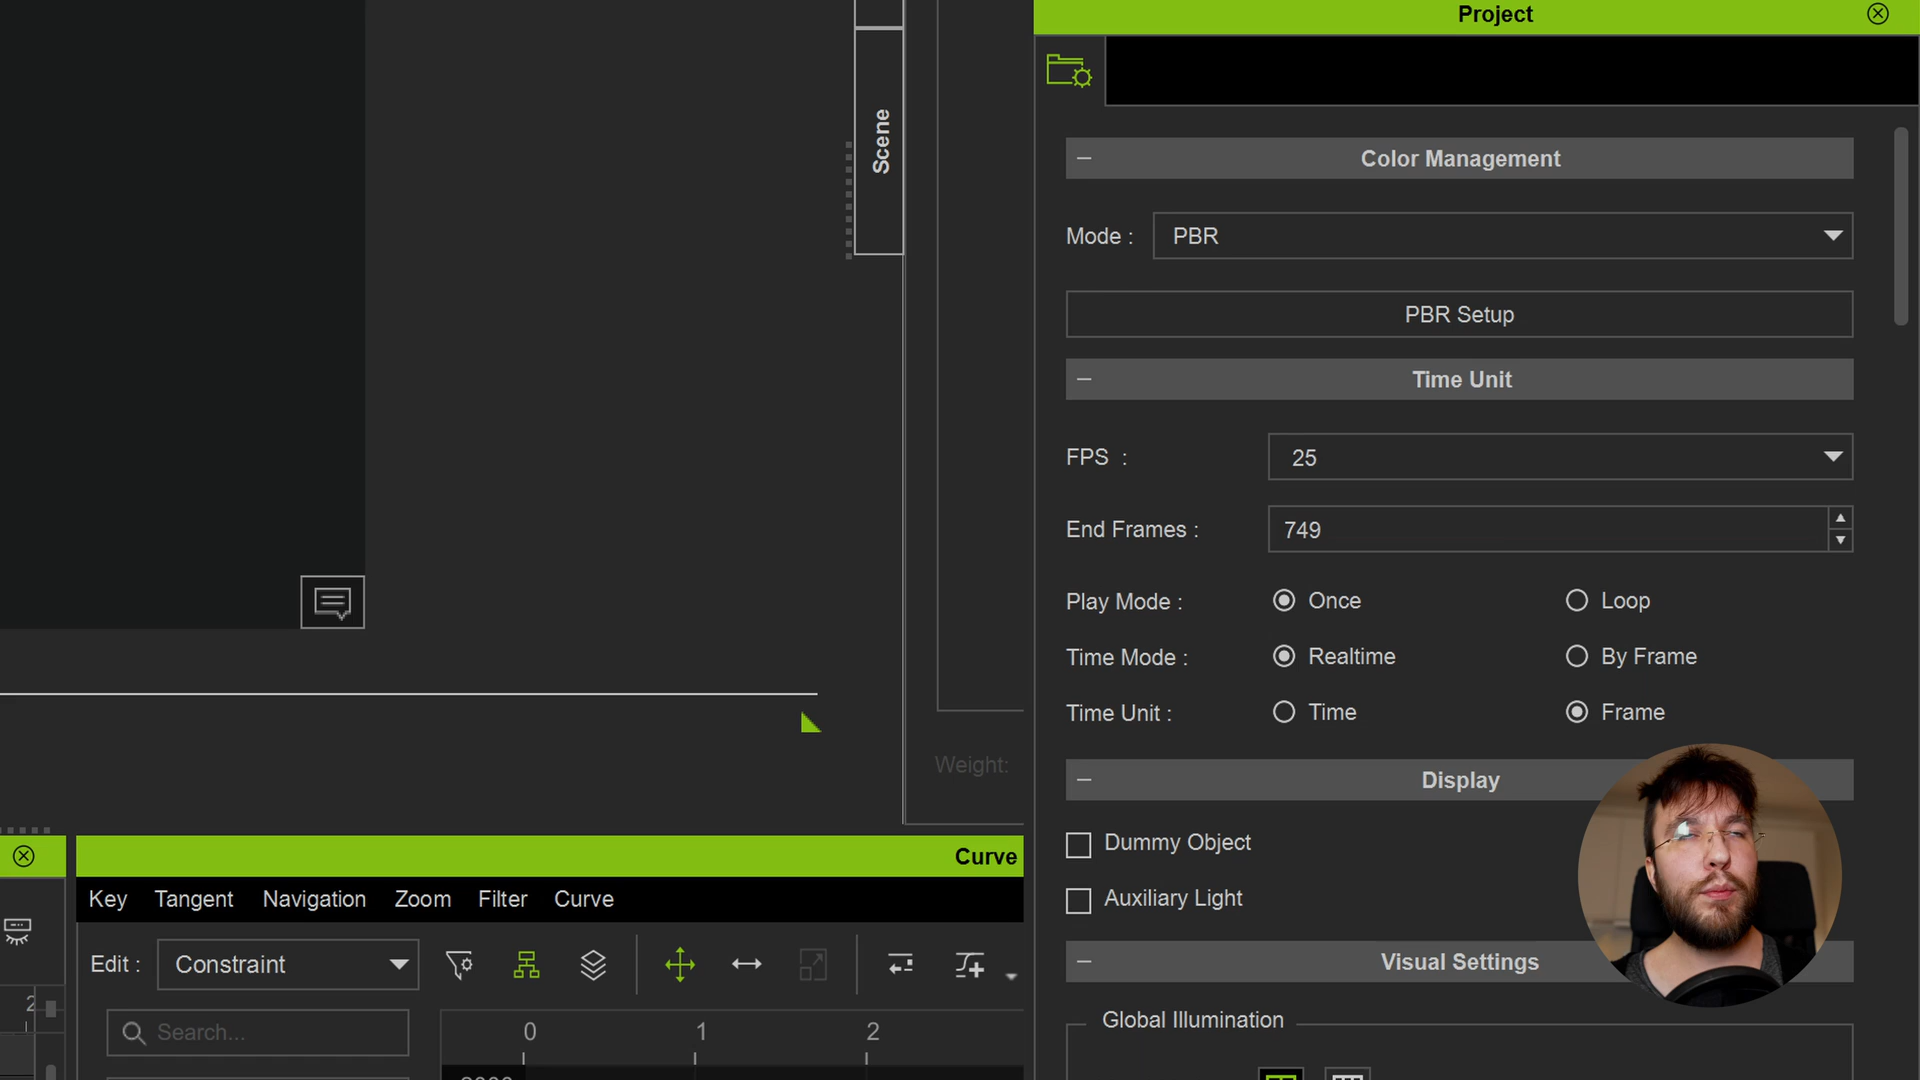 Project
Scene
Color Management
Mode : PBR
PBR Setup
Time Unit
FPS : 25
End Frames : 749
Play Mode : Once Loop
Time Mode : Realtime By Frame
Time Unit : Time Frame
Weight:
Display
Dummy Object
Auxiliary Light
Visual Settings
Global Illumination
Curve
Key Tangent Navigation Zoom Filter Curve
Edit : Constraint
Search...
0 1 2
2